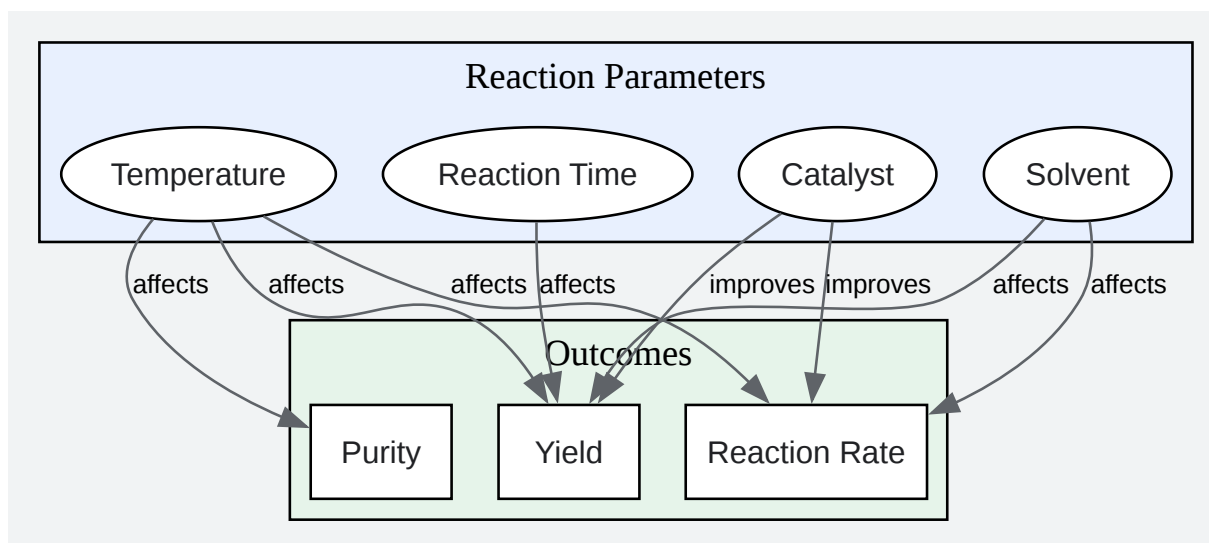 Reaction Parameters
Temperature Reaction Time Catalyst Solvent
affects affects affects affects improves improves affects affects
Outcomes
Purity Yield Reaction Rate